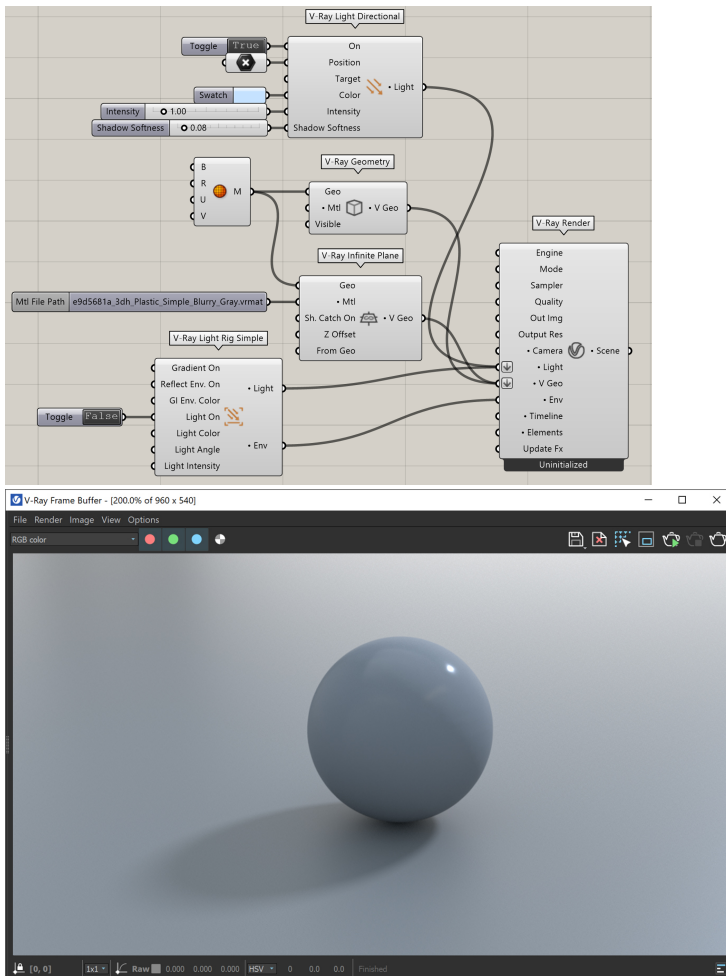 V-Ray Light Directional
Toggle True
On
Position
Target
Color
Intensity
Shadow Softness
• Light
Swatch
Intensity 1.00
Shadow Softness 0.08
B
R
U
V
M
V-Ray Geometry
Geo
• Mtl
Visible
• V Geo
V-Ray Infinite Plane
Geo
• Mtl
Sh. Catch On
Z Offset
From Geo
• V Geo
Mtl File Path e9d5681a_3dh_Plastic_Simple_Blurry_Gray.vrmat
V-Ray Light Rig Simple
Gradient On
Reflect Env. On
GI Env. Color
Light On
Light Color
Light Angle
Light Intensity
• Light
• Env
Toggle False
V-Ray Render
Engine
Mode
Sampler
Quality
Out Img
Output Res
• Camera
• Light
• V Geo
• Env
• Timeline
• Elements
Update Fx
• Scene
Uninitialized
V-Ray Frame Buffer - [200.0% of 960 x 540]
File Render Image View Options
RGB color
[0, 0] 1x1 Raw 0.000 0.000 0.000 HSV 0 0.0 0.0 Finished